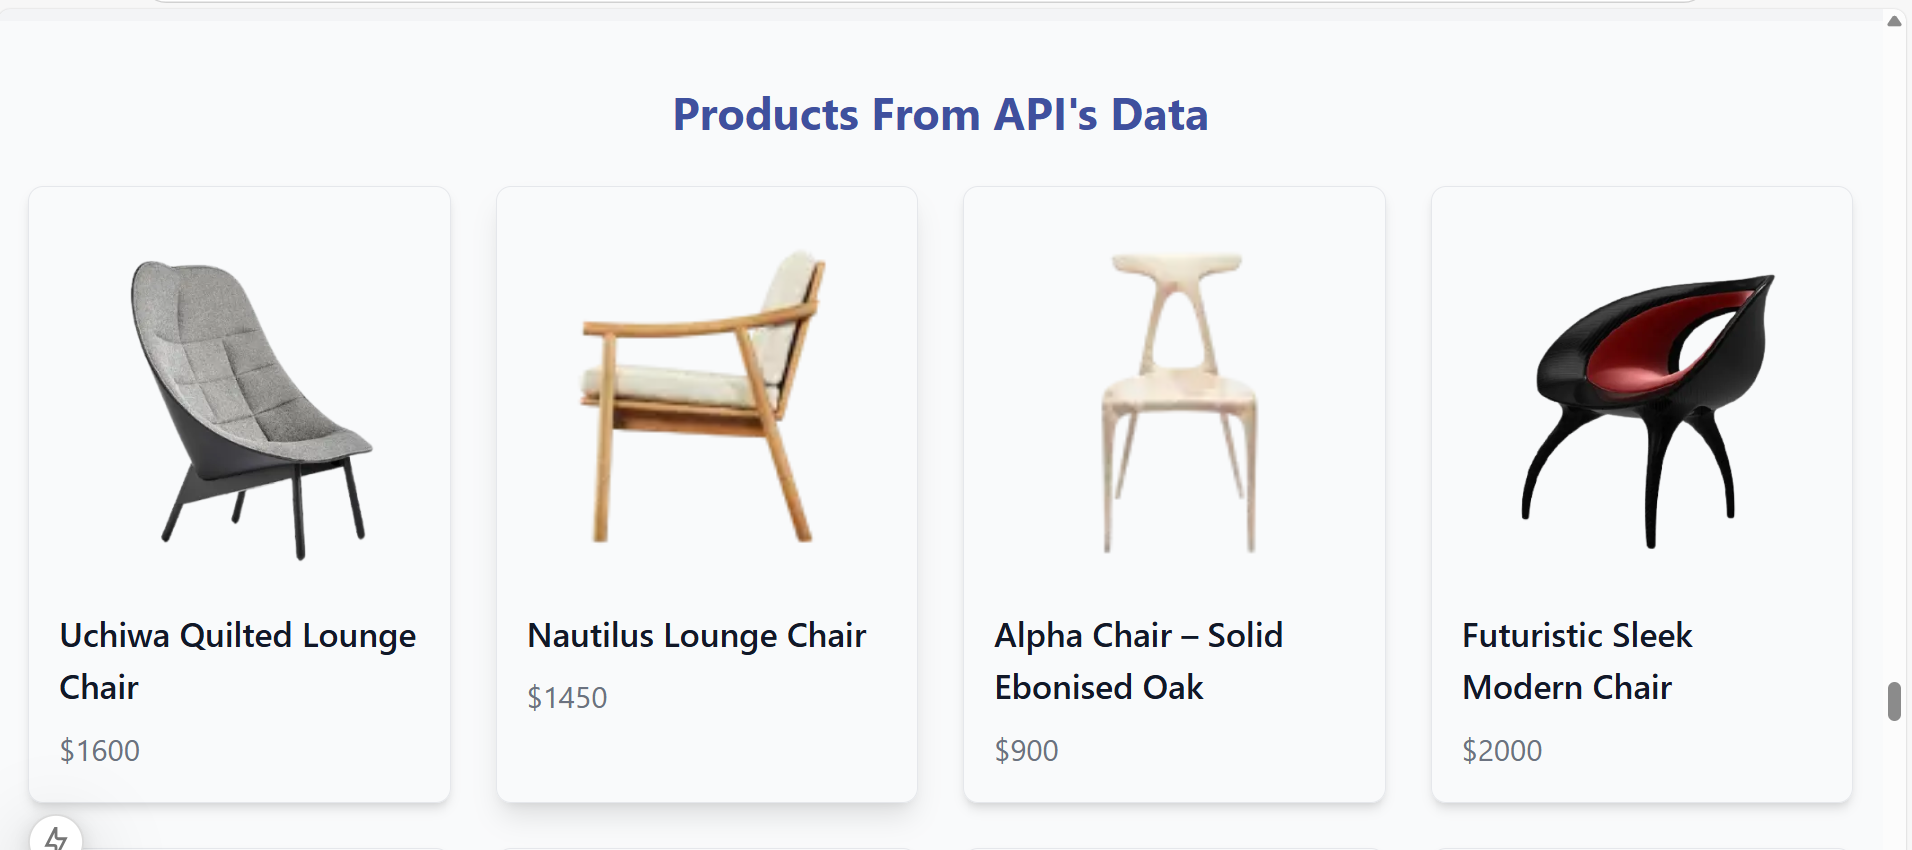 Products From API's Data
Uchiwa Quilted Lounge
Chair
$1600
Nautilus Lounge Chair
$1450
Alpha Chair – Solid
Ebonised Oak
$900
Futuristic Sleek
Modern Chair
$2000